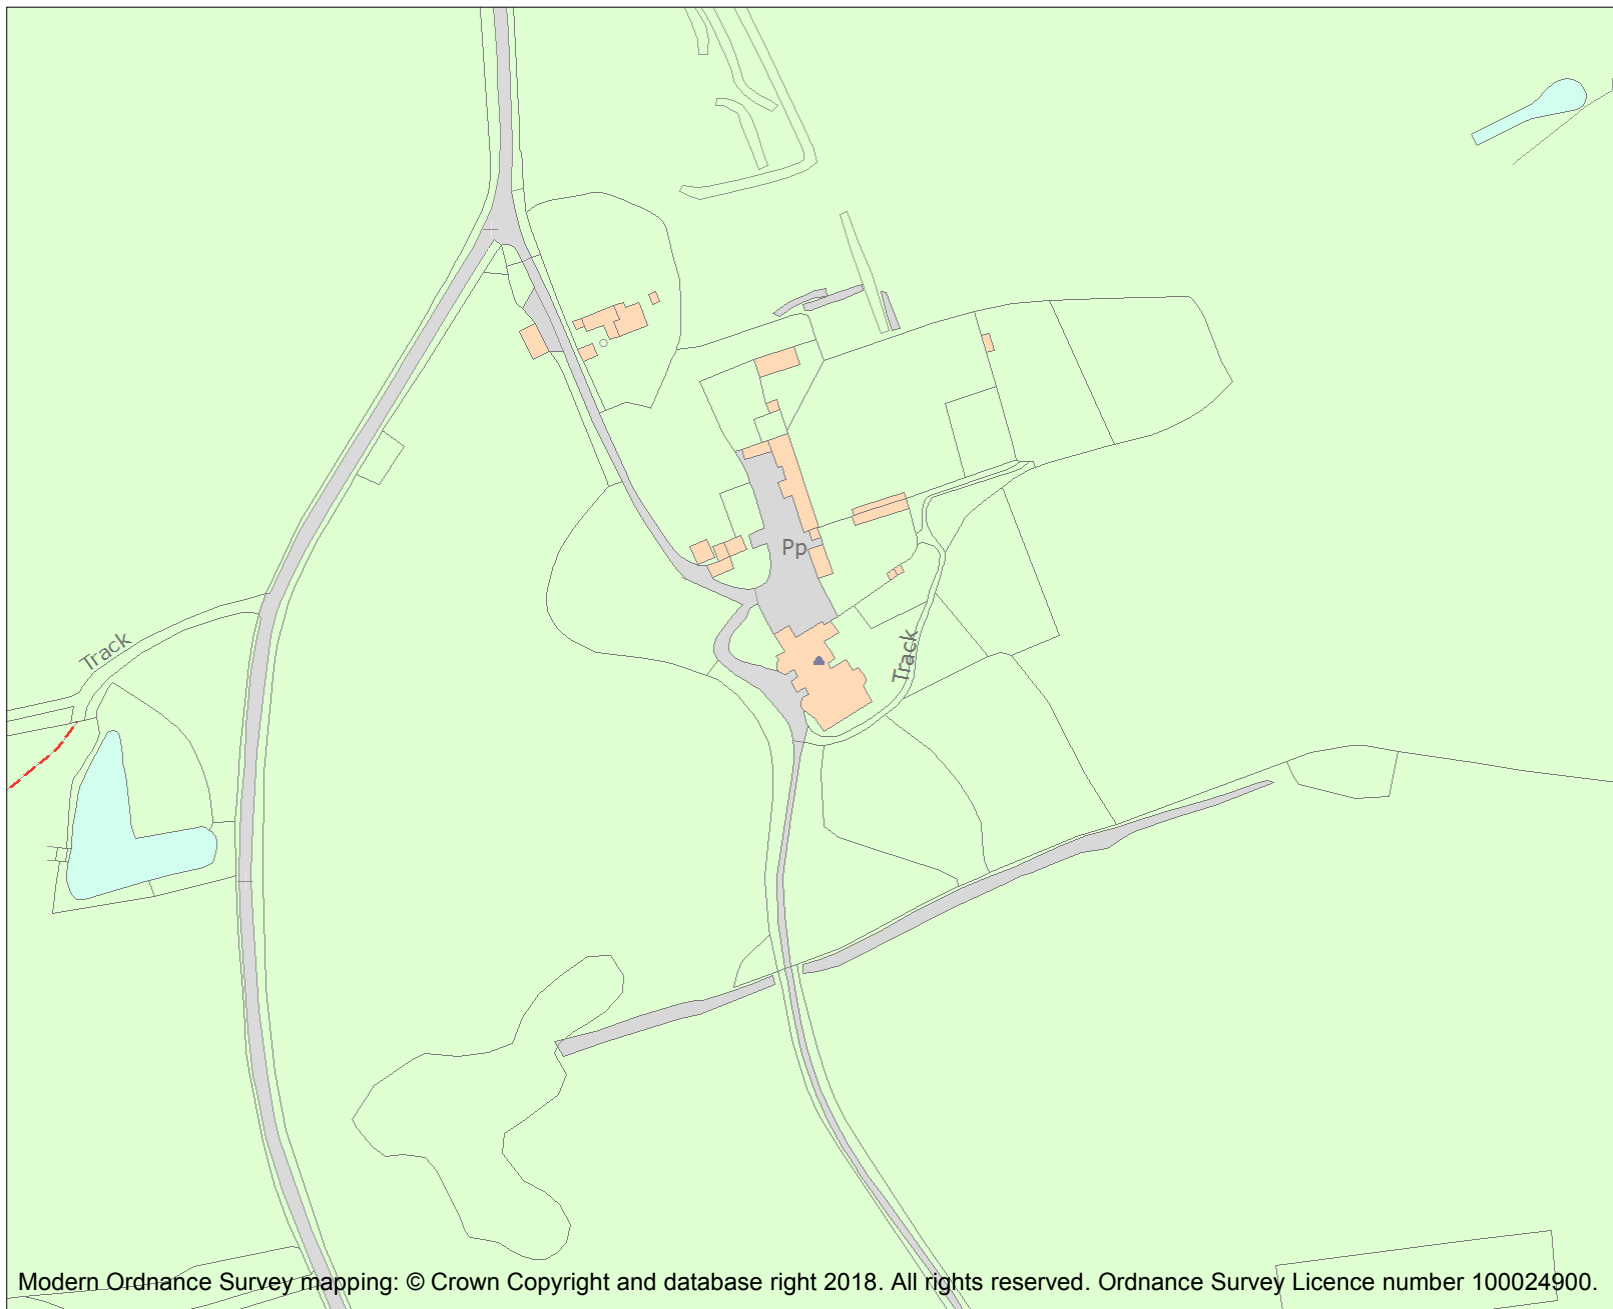 Pp
Track
Track
Modern Ordnance Survey mapping: © Crown Copyright and database right 2018. All rights reserved. Ordnance Survey Licence number 100024900.